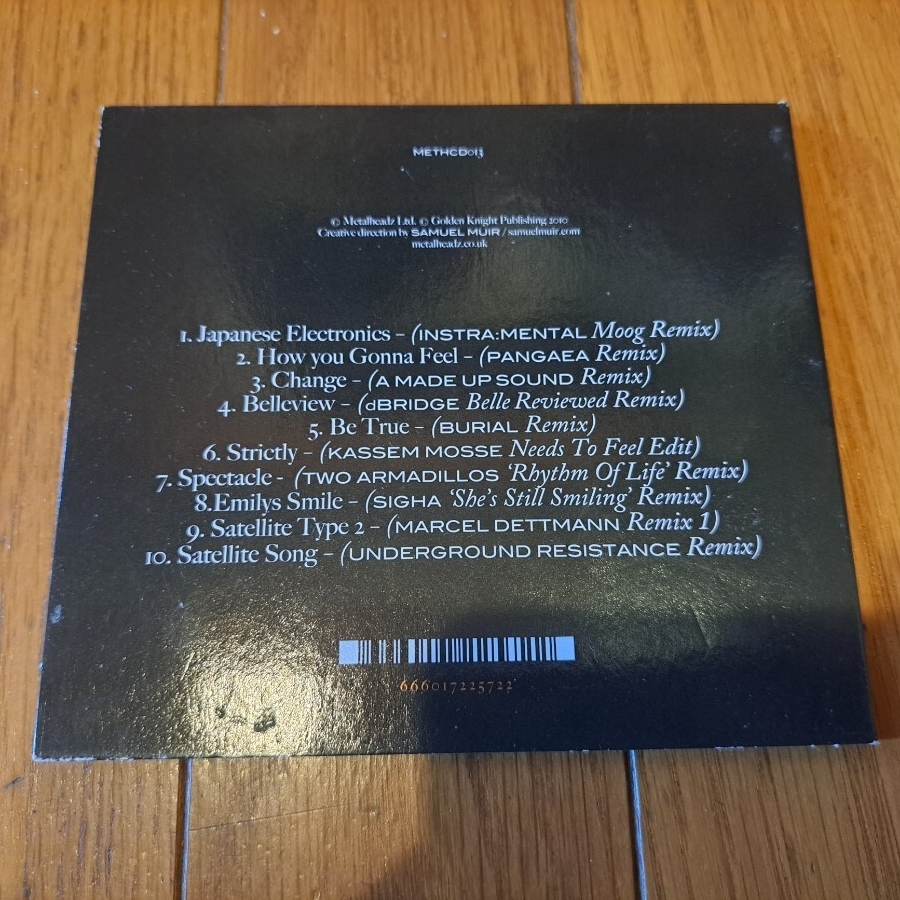 METHCD013
© Metalheadz Ltd. © Golden Knight Publishing 2010
Creative direction by SAMUEL MUIR / samuelmuir.com
metalheadz.co.uk
1. Japanese Electronics - (INSTRA:MENTAL Moog Remix)
2. How you Gonna Feel - (PANGAEA Remix)
3. Change - (A MADE UP SOUND Remix)
4. Belleview - (dBRIDGE Belle Reviewed Remix)
5. Be True - (BURIAL Remix)
6. Strictly - (KASSEM MOSSE Needs To Feel Edit)
7. Spectacle - (TWO ARMADILLOS 'Rhythm Of Life' Remix)
8.Emilys Smile - (SIGHA 'She's Still Smiling' Remix)
9. Satellite Type 2 - (MARCEL DETTMANN Remix 1)
10. Satellite Song - (UNDERGROUND RESISTANCE Remix)
666017225722